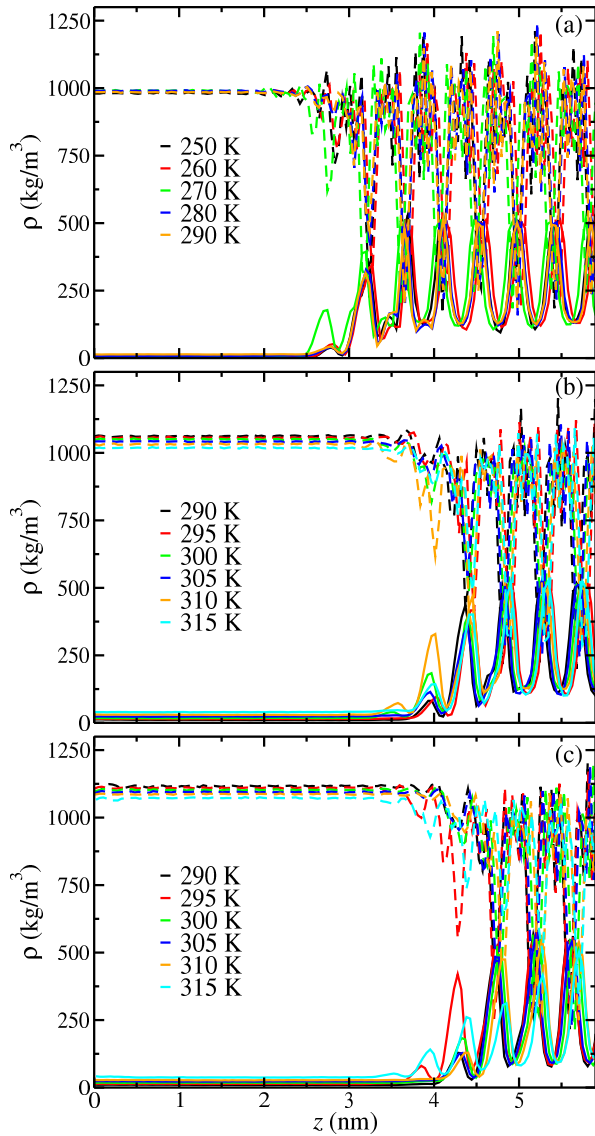 (a)
1250
1000
750
500
250
0
ρ (kg/m³)
250 K
260 K
270 K
280 K
290 K
(b)
1250
1000
750
500
250
0
ρ (kg/m³)
290 K
295 K
300 K
305 K
310 K
315 K
(c)
1250
1000
750
500
250
0
ρ (kg/m³)
290 K
295 K
300 K
305 K
310 K
315 K
0 1 2 3 4 5
z (nm)